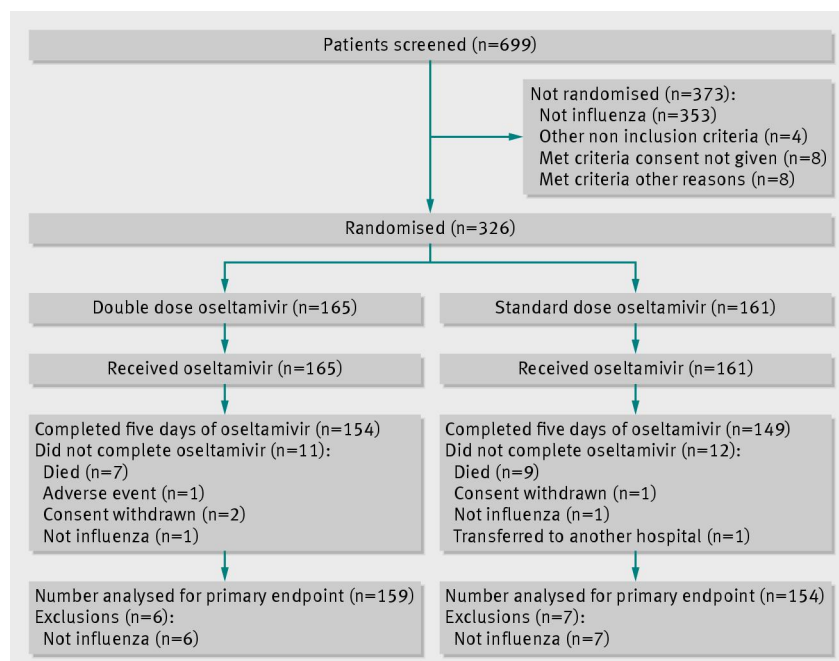 Patients screened (n=699)
Not randomised (n=373):
Not influenza (n=353)
Other non inclusion criteria (n=4)
Met criteria consent not given (n=8)
Met criteria other reasons (n=8)
Randomised (n=326)
Double dose oseltamivir (n=165)
Standard dose oseltamivir (n=161)
Received oseltamivir (n=165)
Received oseltamivir (n=161)
Completed five days of oseltamivir (n=154)
Did not complete oseltamivir (n=11):
Died (n=7)
Adverse event (n=1)
Consent withdrawn (n=2)
Not influenza (n=1)
Completed five days of oseltamivir (n=149)
Did not complete oseltamivir (n=12):
Died (n=9)
Consent withdrawn (n=1)
Not influenza (n=1)
Transferred to another hospital (n=1)
Number analysed for primary endpoint (n=159)
Exclusions (n=6):
Not influenza (n=6)
Number analysed for primary endpoint (n=154)
Exclusions (n=7):
Not influenza (n=7)